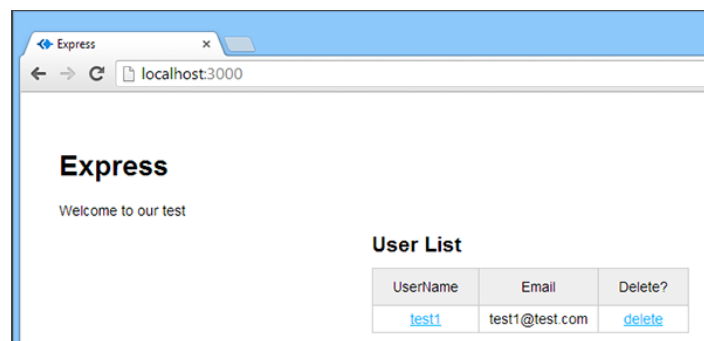 Express
localhost:3000
Express
Welcome to our test
User List
UserName Email Delete?
test1 test1@test.com delete